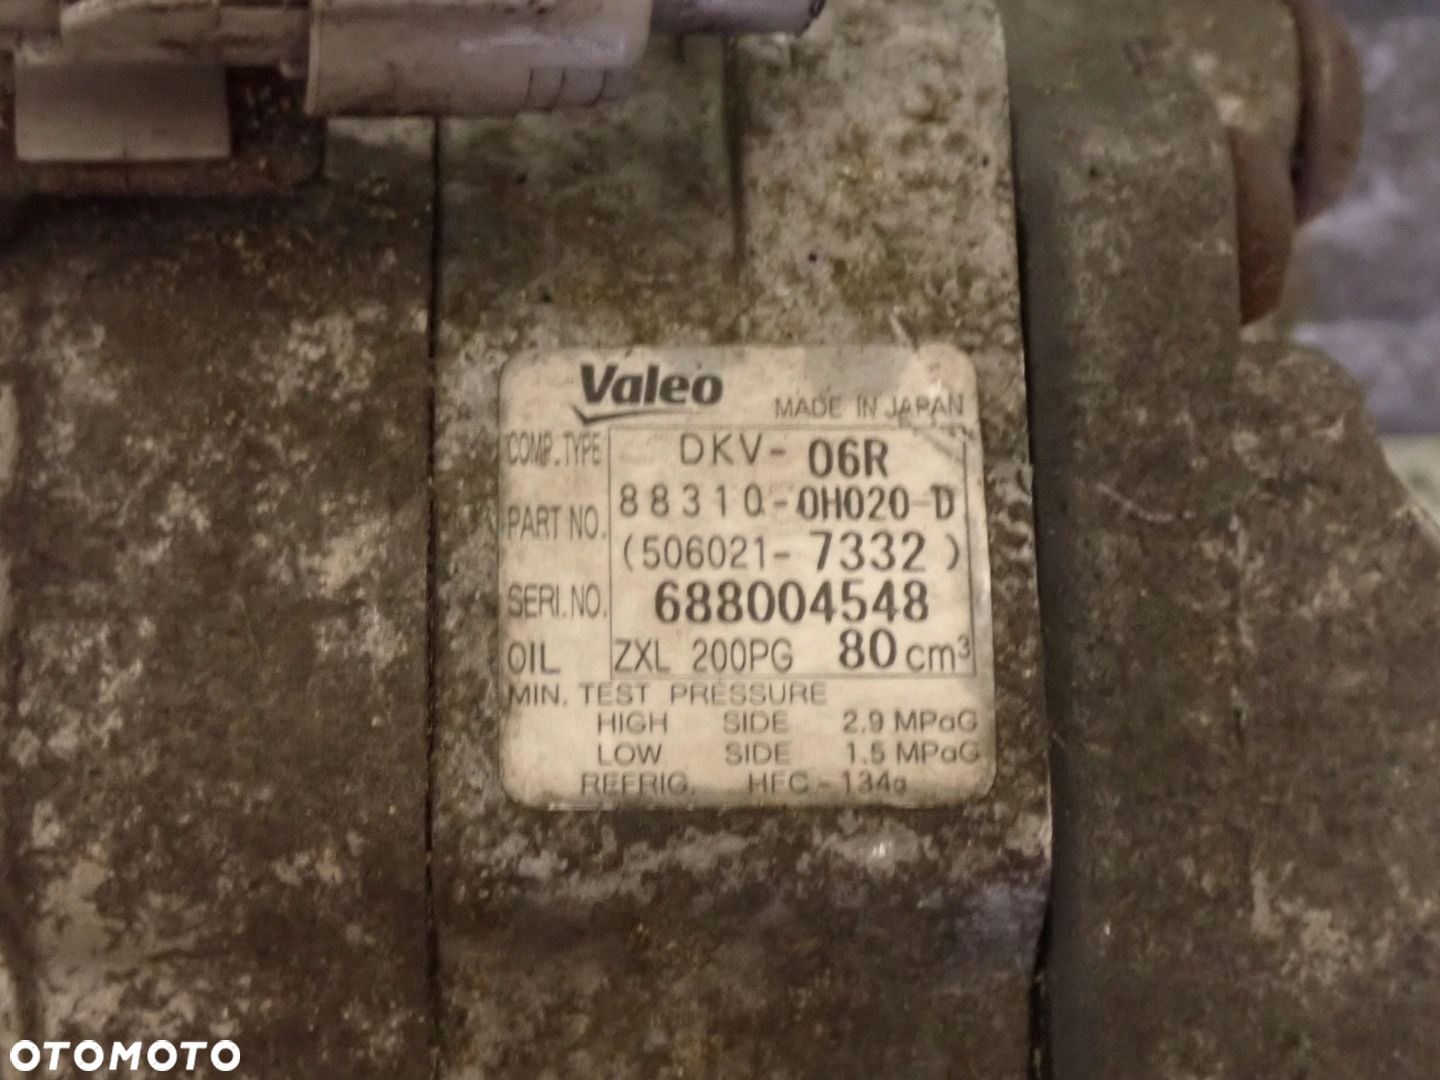 Valeo
MADE IN JAPAN
COMP.TYPE DKV- 06R
PART NO. 88310-0H020-D
(506021-7332)
SERI.NO. 688004548
OIL ZXL 200PG 80 cm³
MIN. TEST PRESSURE
HIGH SIDE 2.9 MPaG
LOW SIDE 1.5 MPaG
REFRIG. HFC-134a
OTOMOTO